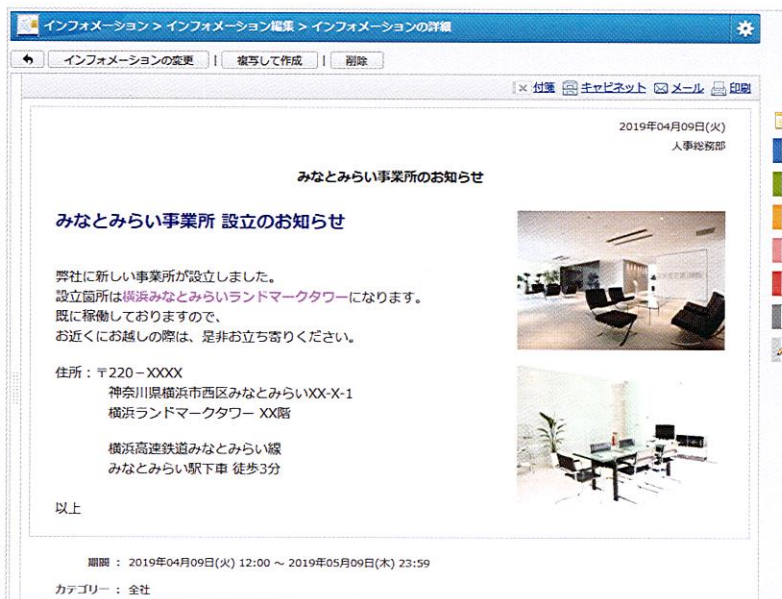 インフォメーション > インフォメーション編集 > インフォメーションの詳細
インフォメーションの変更 | 複写して作成 | 削除
付箋 キャビネット メール 印刷
2019年04月09日(火)
人事総務部
みなとみらい事業所のお知らせ
みなとみらい事業所 設立のお知らせ
弊社に新しい事業所が設立しました。
設立箇所は横浜みなとみらいランドマークタワーになります。
既に稼働しておりますので、
お近くにお越しの際は、是非お立ち寄りください。
住所：〒220－XXXX
神奈川県横浜市西区みなとみらいXX-X-1
横浜ランドマークタワー XX階
横浜高速鉄道みなとみらい線
みなとみらい駅下車 徒歩3分
以上
期間 ： 2019年04月09日(火) 12:00 ～ 2019年05月09日(木) 23:59
カテゴリー ： 全社